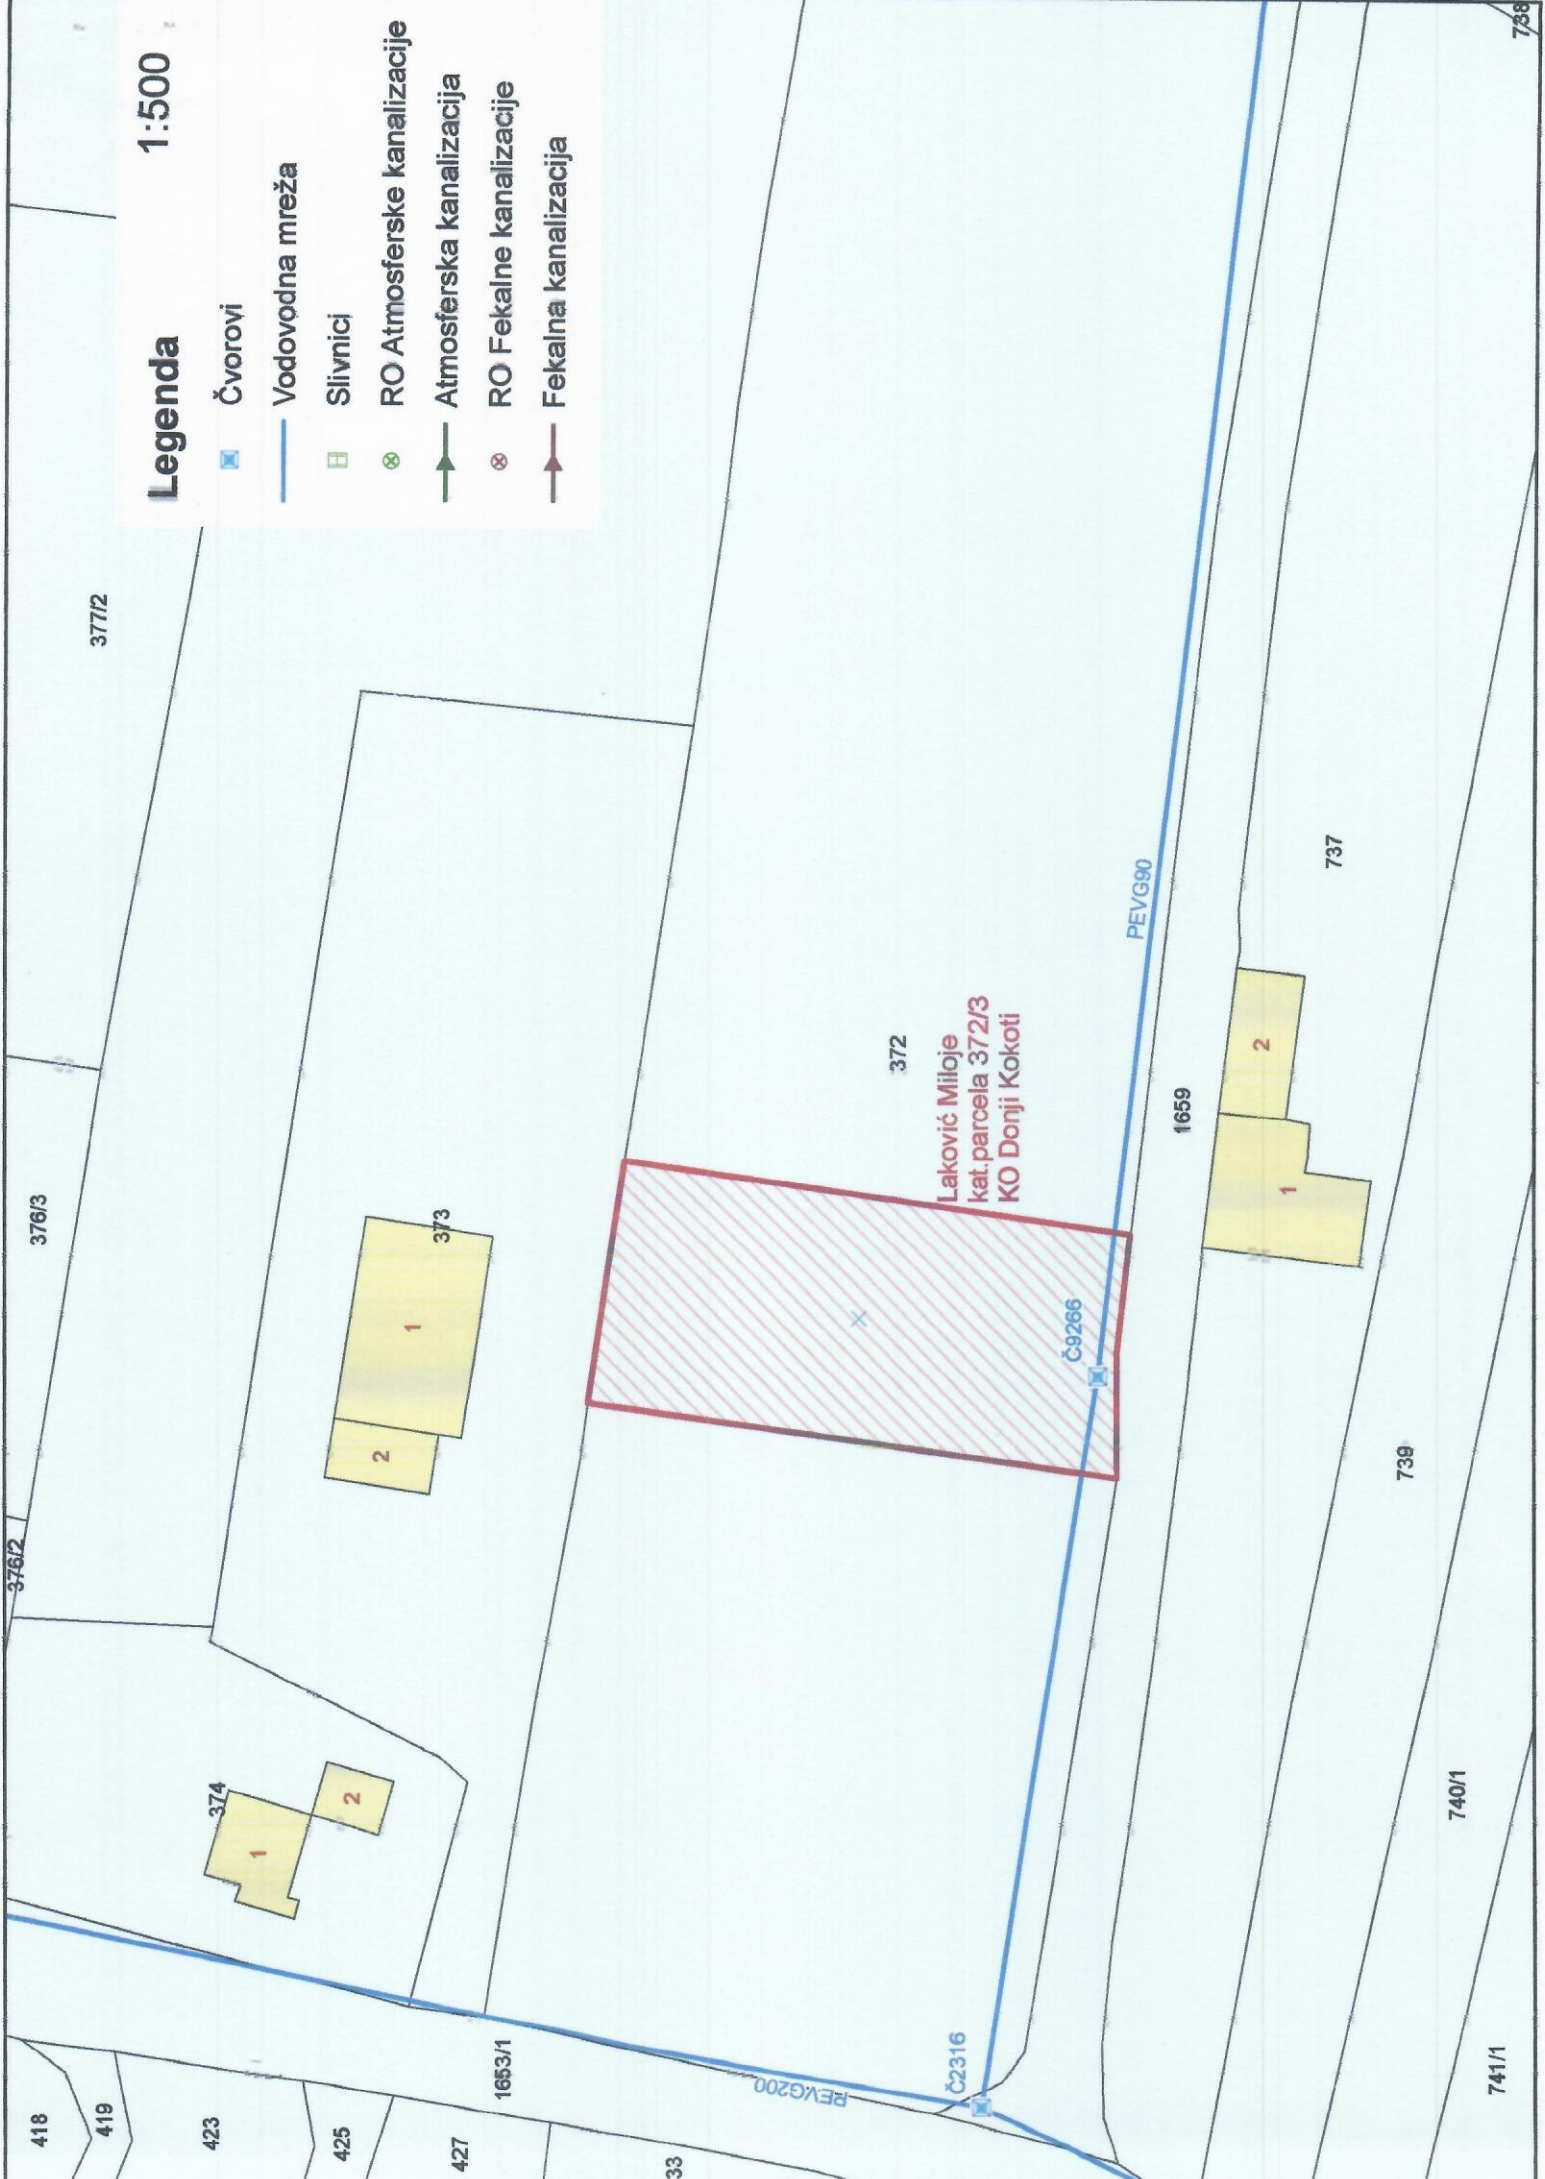 Legenda 1:500
Čvorovi
Vodovodna mreža
Slivnici
RO Atmosferske kanalizacije
Atmosferska kanalizacija
RO Fekalne kanalizacije
Fekalna kanalizacija
418
419
423
425
427
33
1653/1
374
1
2
376/2
376/3
377/2
373
1
2
372
Laković Miloje
kat.parcela 372/3
KO Donji Kokoti
PEVG200
Č2316
Č9266
PEVG90
1659
1
2
737
738
739
740/1
741/1